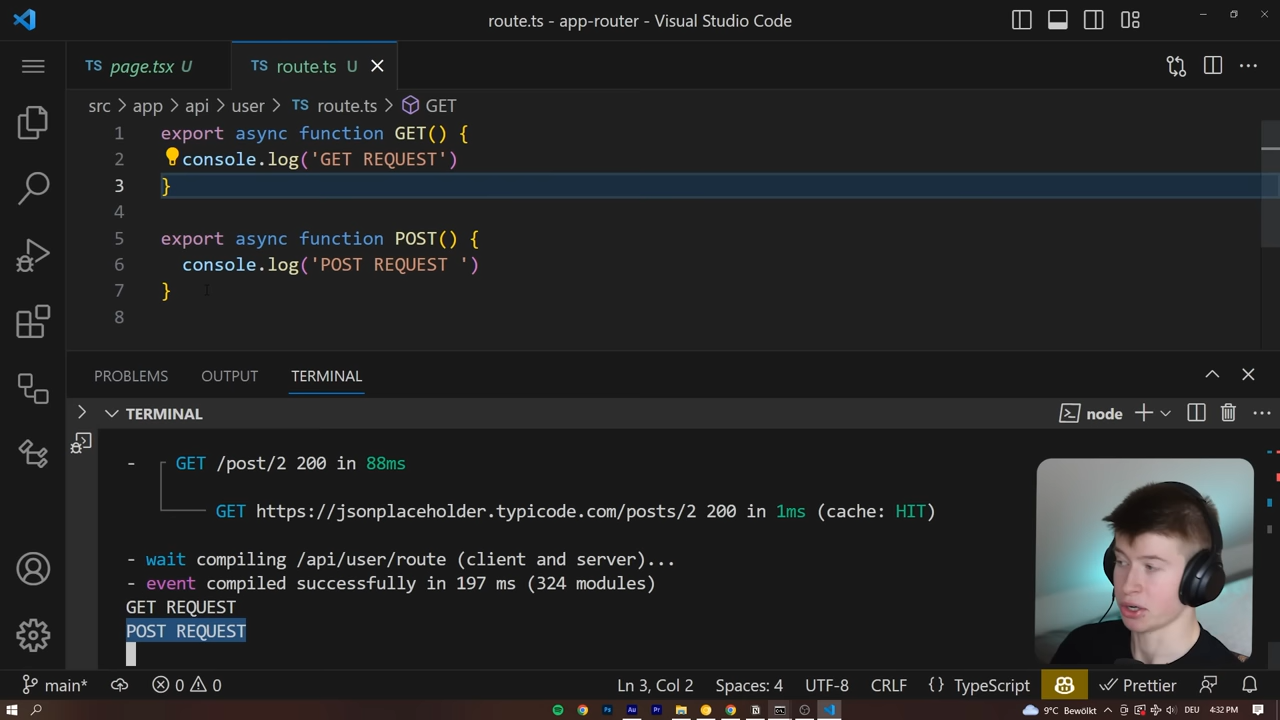 route.ts - app-router - Visual Studio Code
TS page.tsx U
TS route.ts U
src > app > api > user > TS route.ts > GET
1 export async function GET() {
2 console.log('GET REQUEST')
3 }
4
5 export async function POST() {
6 console.log('POST REQUEST ')
7 }
8
PROBLEMS OUTPUT TERMINAL
TERMINAL
node
- GET /post/2 200 in 88ms
GET https://jsonplaceholder.typicode.com/posts/2 200 in 1ms (cache: HIT)
- wait compiling /api/user/route (client and server)...
- event compiled successfully in 197 ms (324 modules)
GET REQUEST
POST REQUEST
main* 0 0 Ln 3, Col 2 Spaces: 4 UTF-8 CRLF {} TypeScript Prettier
Ps Au Pr 9°C Bewölkt DEU 4:32 PM